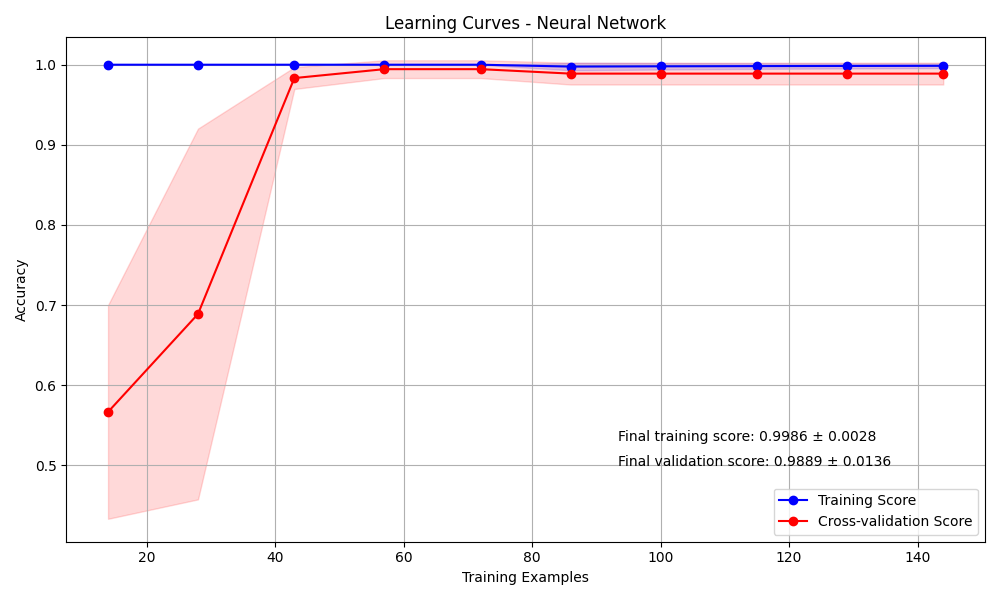 Learning Curves - Neural Network
1.0
0.9
0.8
0.7
0.6
0.5
Accuracy
Final training score: 0.9986 ± 0.0028
Final validation score: 0.9889 ± 0.0136
Training Score
Cross-validation Score
20 40 60 80 100 120 140
Training Examples